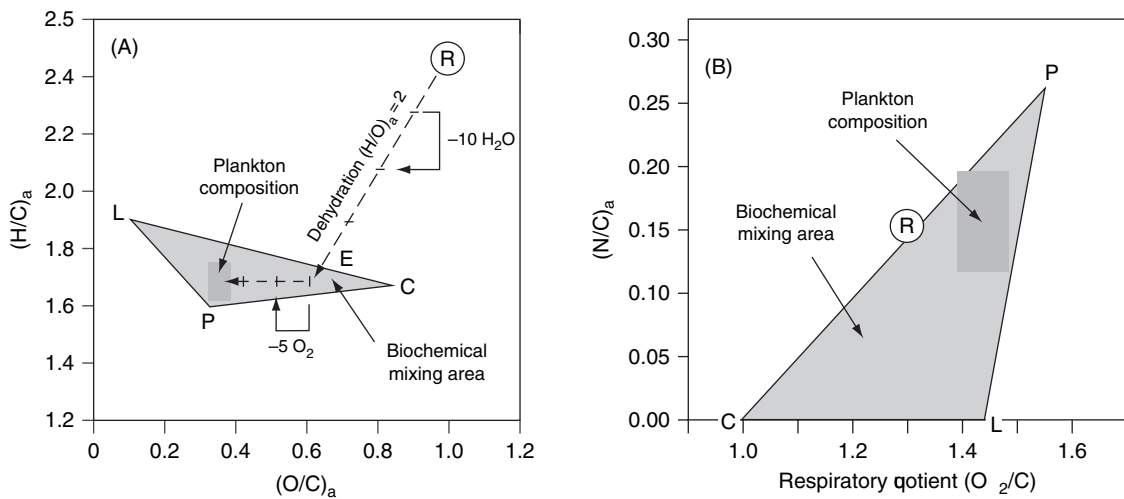 (A)
2.5
2.4
2.2
2.0
1.8
1.6
1.4
1.2
(H/C)a
R
Dehydration (H/O)a = 2
–10 H2O
Plankton
composition
L
E
C
P
–5 O2
Biochemical
mixing area
0
0.2
0.4
0.6
0.8
1.0
1.2
(O/C)a
(B)
0.30
0.25
0.20
0.15
0.10
0.05
0.00
(N/C)a
P
Plankton
composition
R
Biochemical
mixing area
C
L
1.0
1.2
1.4
1.6
Respiratory qotient (O 2/C)